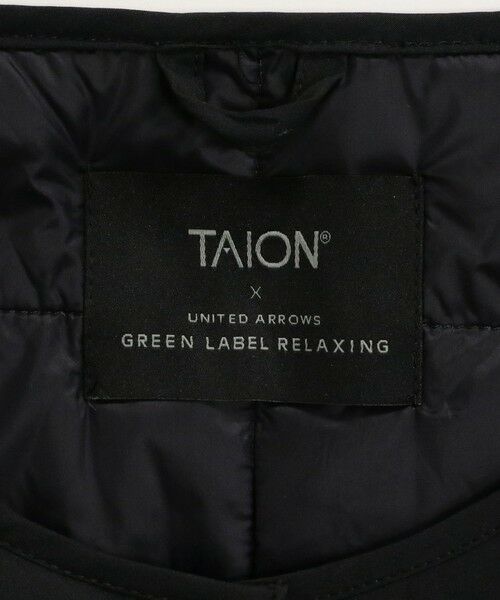 TAION®
X
UNITED ARROWS
GREEN LABEL RELAXING